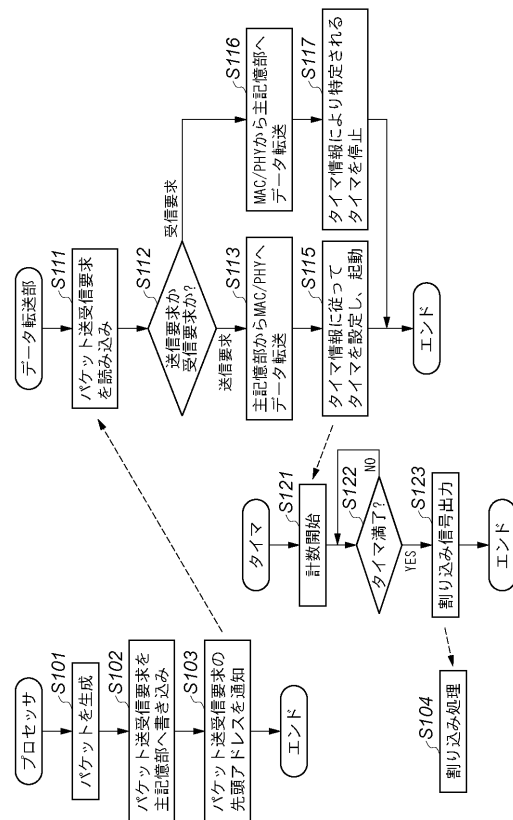 プロセッサ
S101
パケットを生成
S102
パケット送受信要求を
主記憶部へ書き込み
S103
パケット送受信要求の
先頭アドレスを通知
エンド
S104
割り込み処理
タイマ
S121
計数開始
S122
タイマ満了?
NO
YES
S123
割り込み信号出力
エンド
データ転送部
S111
パケット送受信要求
を読み込み
S112
送信要求か
受信要求か?
受信要求
送信要求
S113
主記憶部からMAC/PHYへ
データ転送
S115
タイマ情報に従って
タイマを設定し、起動
S116
MAC/PHYから主記憶部へ
データ転送
S117
タイマ情報により特定される
タイマを停止
エンド